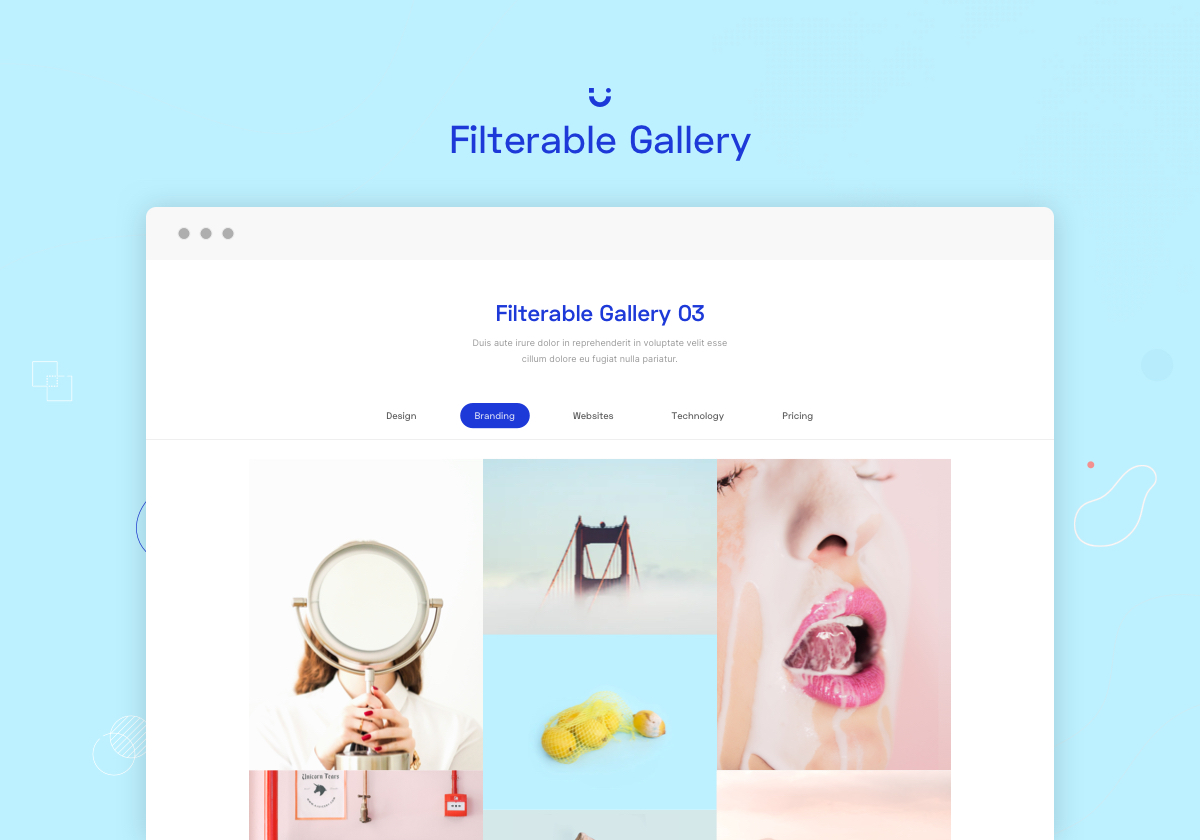 Filterable Gallery
Filterable Gallery 03
Duis aute irure dolor in reprehenderit in voluptate velit esse
cillum dolore eu fugiat nulla pariatur.
Design Branding Websites Technology Pricing
Unicorn Tears